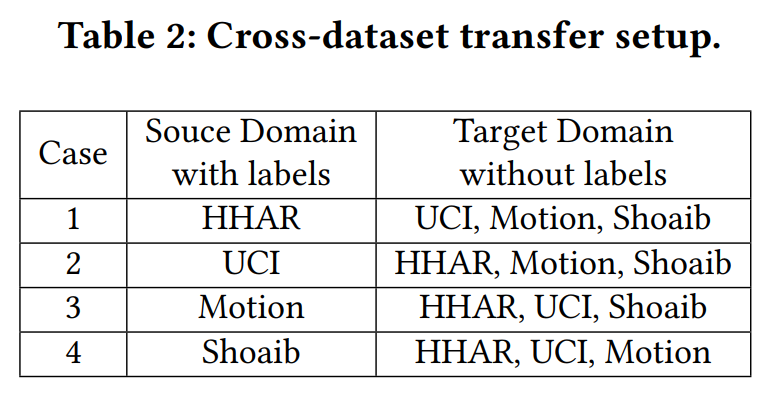 Table 2: Cross-dataset transfer setup.
Case
Souce Domain
with labels
Target Domain
without labels
1 HHAR UCI, Motion, Shoaib
2 UCI HHAR, Motion, Shoaib
3 Motion HHAR, UCI, Shoaib
4 Shoaib HHAR, UCI, Motion